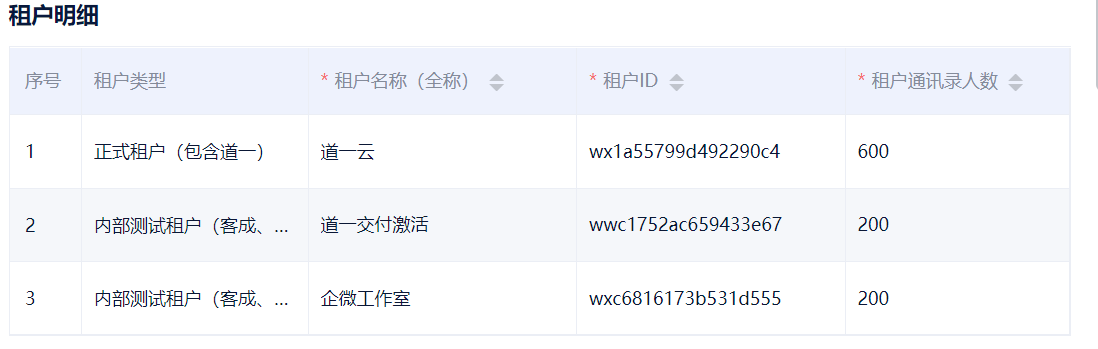 租户明细
序号 租户类型 * 租户名称（全称） * 租户ID * 租户通讯录人数
1 正式租户（包含道一） 道一云 wx1a55799d492290c4 600
2 内部测试租户（客成、... 道一交付激活 wwc1752ac659433e67 200
3 内部测试租户（客成、... 企微工作室 wxc6816173b531d555 200